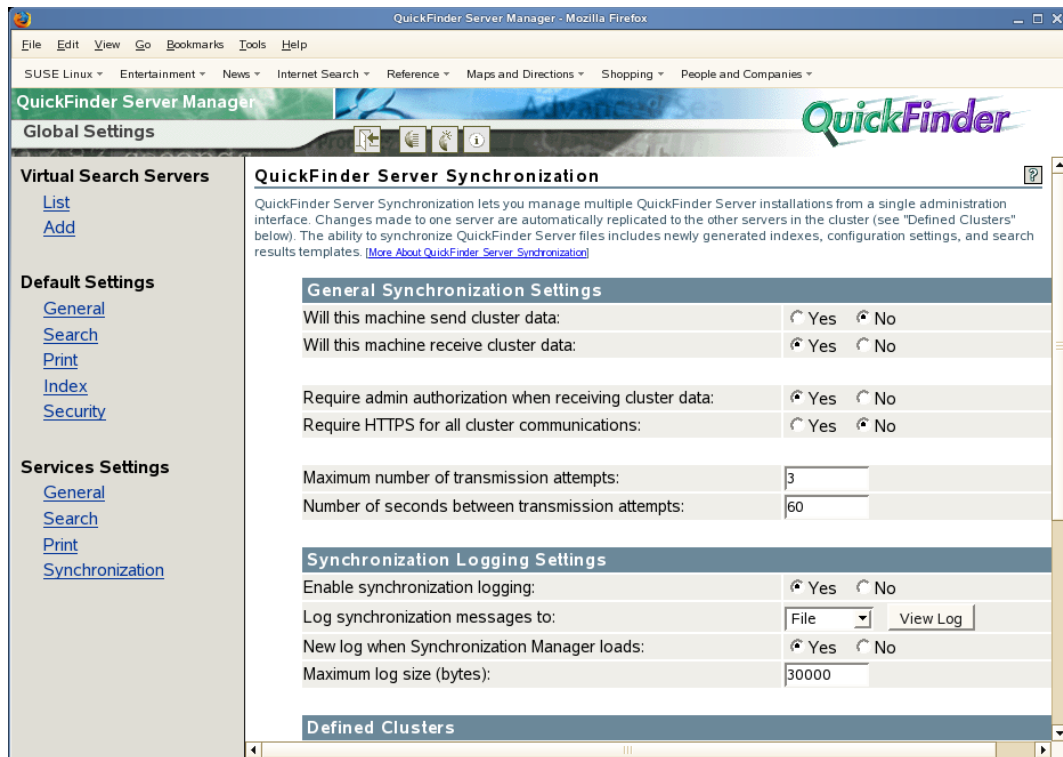 QuickFinder Server Manager - Mozilla Firefox
File Edit View Go Bookmarks Tools Help
SUSE Linux Entertainment News Internet Search Reference Maps and Directions Shopping People and Companies
QuickFinder Server Manager
Global Settings
QuickFinder
Virtual Search Servers
List
Add
Default Settings
General
Search
Print
Index
Security
Services Settings
General
Search
Print
Synchronization
QuickFinder Server Synchronization
QuickFinder Server Synchronization lets you manage multiple QuickFinder Server installations from a single administration
interface. Changes made to one server are automatically replicated to the other servers in the cluster (see "Defined Clusters"
below). The ability to synchronize QuickFinder Server files includes newly generated indexes, configuration settings, and search
results templates. [More About QuickFinder Server Synchronization]
General Synchronization Settings
Will this machine send cluster data: Yes No
Will this machine receive cluster data: Yes No
Require admin authorization when receiving cluster data: Yes No
Require HTTPS for all cluster communications: Yes No
Maximum number of transmission attempts: 3
Number of seconds between transmission attempts: 60
Synchronization Logging Settings
Enable synchronization logging: Yes No
Log synchronization messages to: File View Log
New log when Synchronization Manager loads: Yes No
Maximum log size (bytes): 30000
Defined Clusters